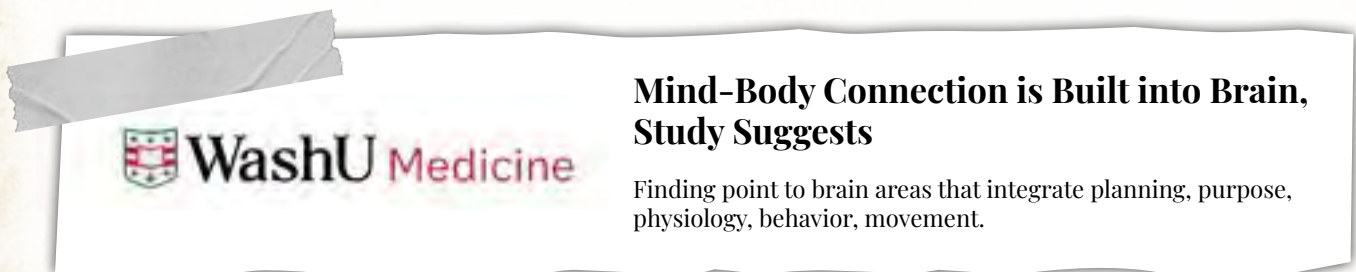 WashU Medicine
Mind-Body Connection is Built into Brain,
Study Suggests
Finding point to brain areas that integrate planning, purpose,
physiology, behavior, movement.